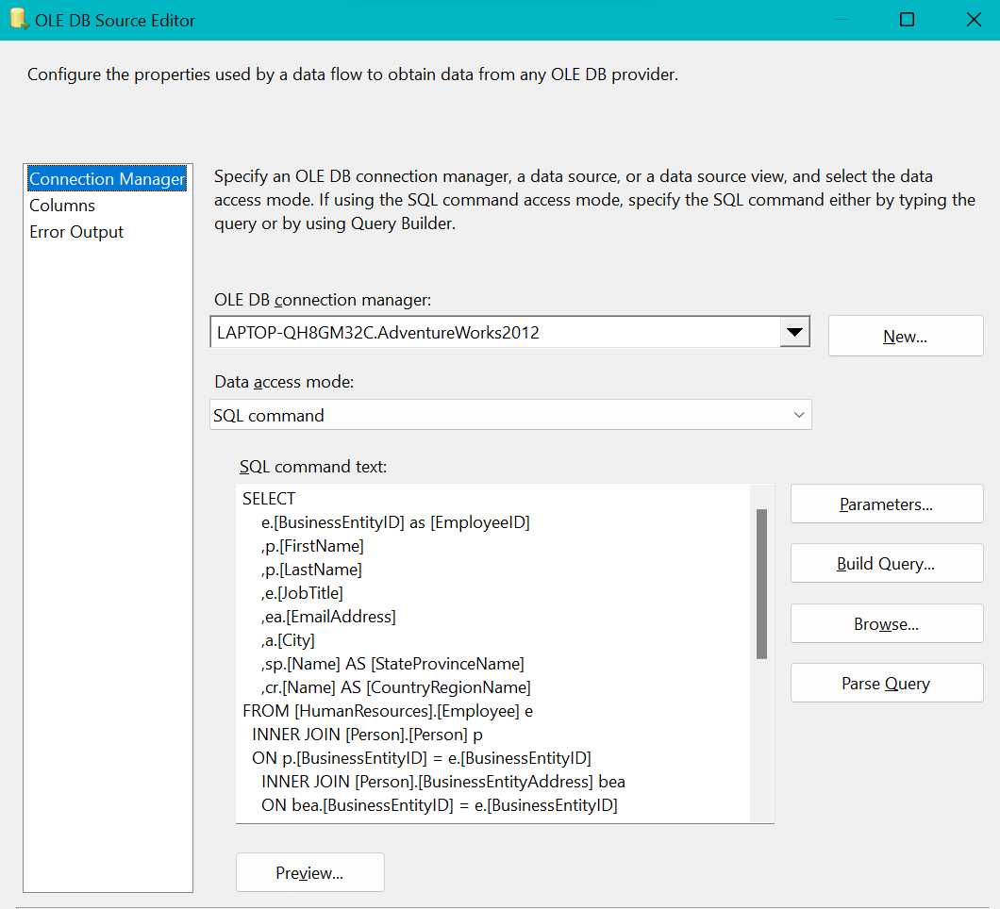 OLE DB Source Editor
Configure the properties used by a data flow to obtain data from any OLE DB provider.
Connection Manager
Columns
Error Output
Specify an OLE DB connection manager, a data source, or a data source view, and select the data
access mode. If using the SQL command access mode, specify the SQL command either by typing the
query or by using Query Builder.
OLE DB connection manager:
LAPTOP-QH8GM32C.AdventureWorks2012
New...
Data access mode:
SQL command
SQL command text:
SELECT
e.[BusinessEntityID] as [EmployeeID]
,p.[FirstName]
,p.[LastName]
,e.[JobTitle]
,ea.[EmailAddress]
,a.[City]
,sp.[Name] AS [StateProvinceName]
,cr.[Name] AS [CountryRegionName]
FROM [HumanResources].[Employee] e
INNER JOIN [Person].[Person] p
ON p.[BusinessEntityID] = e.[BusinessEntityID]
INNER JOIN [Person].[BusinessEntityAddress] bea
ON bea.[BusinessEntityID] = e.[BusinessEntityID]
Parameters...
Build Query...
Browse...
Parse Query
Preview...